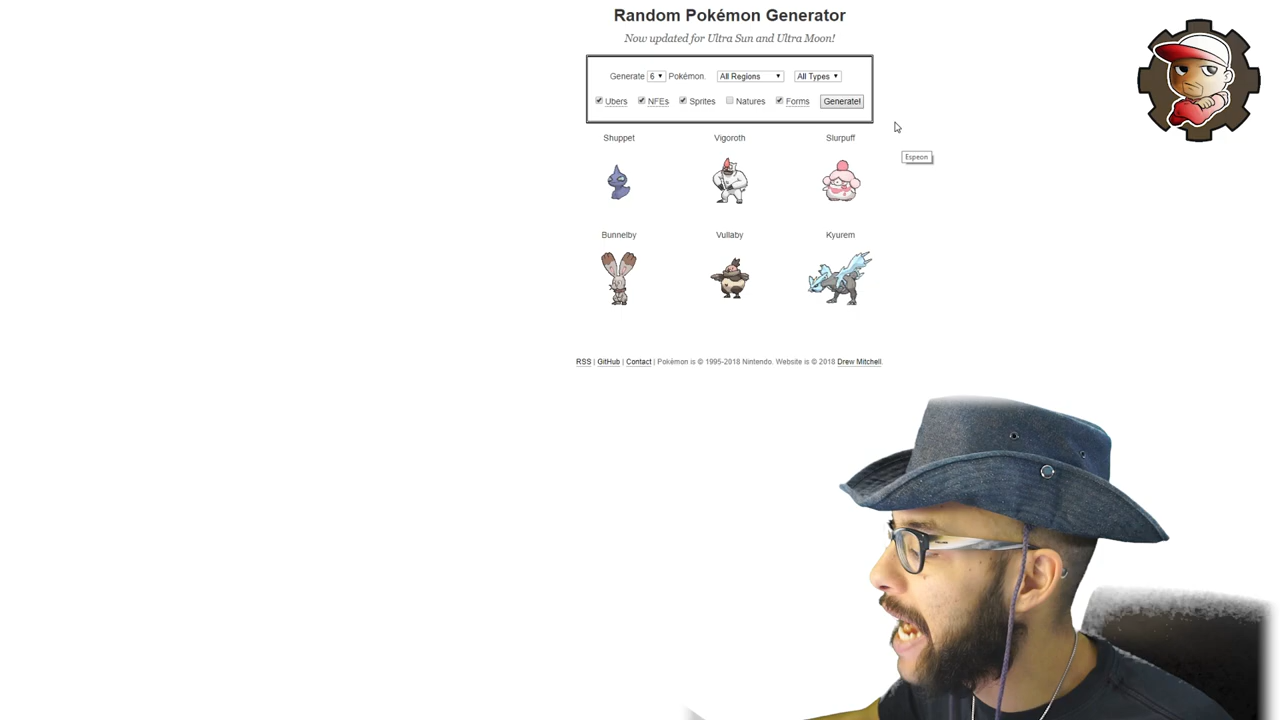 Random Pokémon Generator
Now updated for Ultra Sun and Ultra Moon!
Generate 6 Pokémon. All Regions All Types
Ubers NFEs Sprites Natures Forms Generate!
Shuppet Vigoroth Slurpuff
Espeon
Bunnelby Vullaby Kyurem
RSS | GitHub | Contact | Pokémon is © 1995-2018 Nintendo. Website is © 2018 Drew Mitchell.